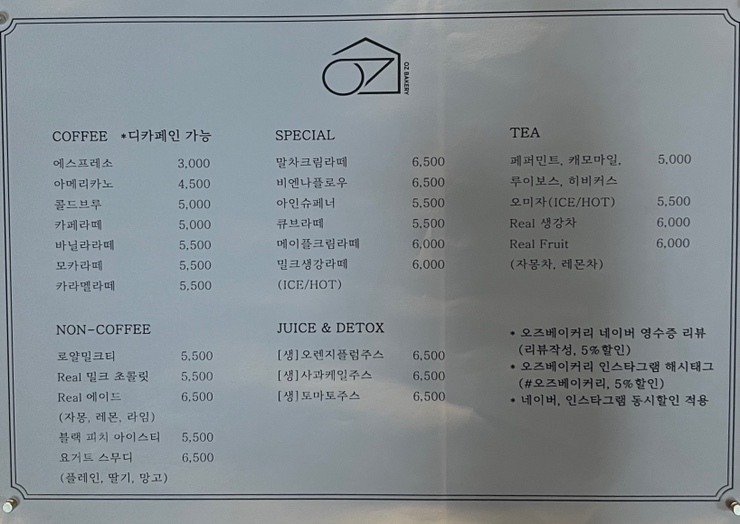 OZ BAKERY
COFFEE *디카페인 가능
에스프레소 3,000
아메리카노 4,500
콜드브루 5,000
카페라떼 5,000
바닐라라떼 5,500
모카라떼 5,500
카라멜라떼 5,500
SPECIAL
말차크림라떼 6,500
비엔나플로우 6,500
아인슈페너 5,500
큐브라떼 5,500
메이플크림라떼 6,000
밀크생강라떼 6,000
(ICE/HOT)
TEA
페퍼민트, 캐모마일, 5,000
루이보스, 히비커스
오미자(ICE/HOT) 5,500
Real 생강차 6,000
Real Fruit 6,000
(자몽차, 레몬차)
NON-COFFEE
로얄밀크티 5,500
Real 밀크 초콜릿 5,500
Real 에이드 6,500
(자몽, 레몬, 라임)
블랙 피치 아이스티 5,500
요거트 스무디 6,500
(플레인, 딸기, 망고)
JUICE & DETOX
[생]오렌지플럼주스 6,500
[생]사과케일주스 6,500
[생]토마토주스 6,500
* 오즈베이커리 네이버 영수증 리뷰
(리뷰작성, 5%할인)
* 오즈베이커리 인스타그램 해시태그
(#오즈베이커리, 5%할인)
* 네이버, 인스타그램 동시할인 적용